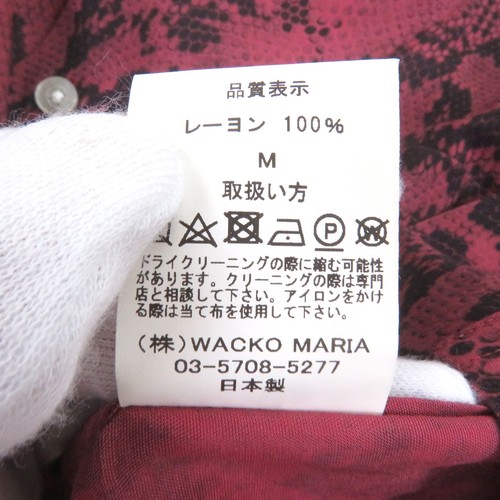 品質表示
レーヨン 100%
M
取扱い方
P W
ドライクリーニングの際に縮む可能性
があります。クリーニングの際は専門
店と相談して下さい。アイロンをかけ
る際は当て布を使用して下さい。
(株) WACKO MARIA
03-5708-5277
日本製